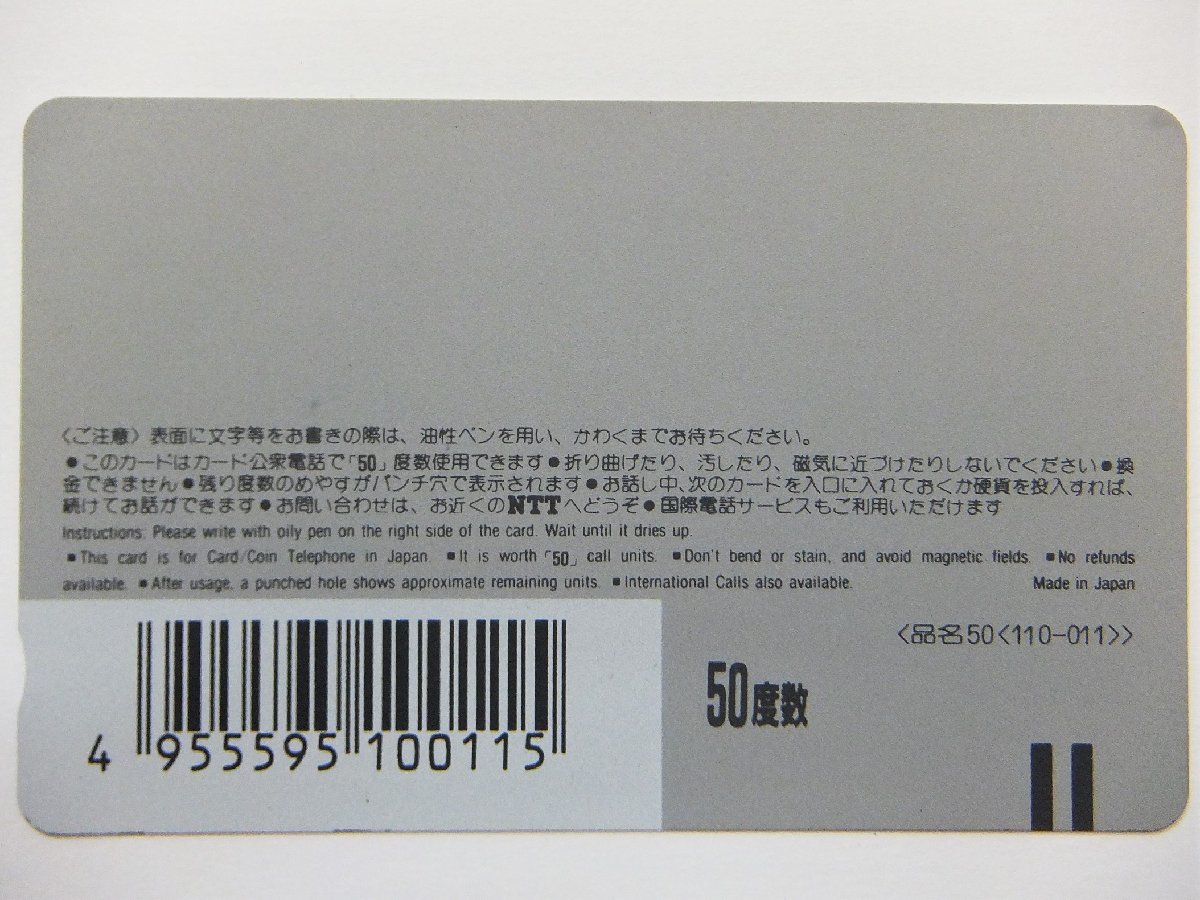 〈ご注意〉表面に文字等をお書きの際は、油性ペンを用い、かわくまでお待ちください。
●このカードはカード公衆電話で「50」度数使用できます●折り曲げたり、汚したり、磁気に近づけたりしないでください●換
金できません●残り度数のめやすがパンチ穴で表示されます●お話し中、次のカードを入口に入れておくか硬貨を投入すれば、
続けてお話ができます●お問い合わせは、お近くのNTTへどうぞ●国際電話サービスもご利用いただけます
Instructions: Please write with oily pen on the right side of the card. Wait until it dries up.
■This card is for Card/Coin Telephone in Japan. ■It is worth「50」call units. ■Don't bend or stain, and avoid magnetic fields. ■No refunds
available. ■After usage, a punched hole shows approximate remaining units. ■International Calls also available. Made in Japan
〈品名50〈110-011〉〉
50度数
4 955595 100115